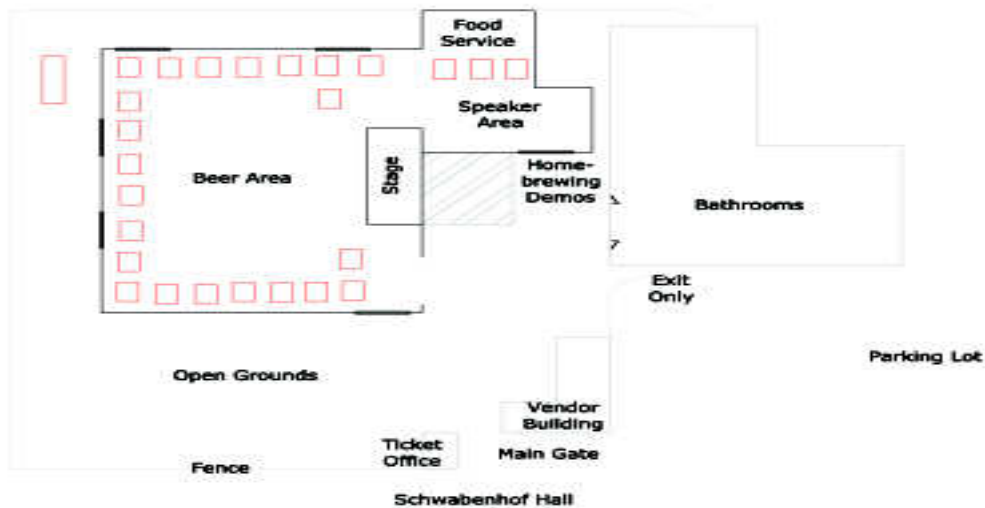 Food
Service
Speaker
Area
Stage
Beer Area
Home-
brewing
Demos
Bathrooms
Exit
Only
Parking Lot
Open Grounds
Vendor
Building
Ticket
Office
Main Gate
Fence
Schwabenhof Hall